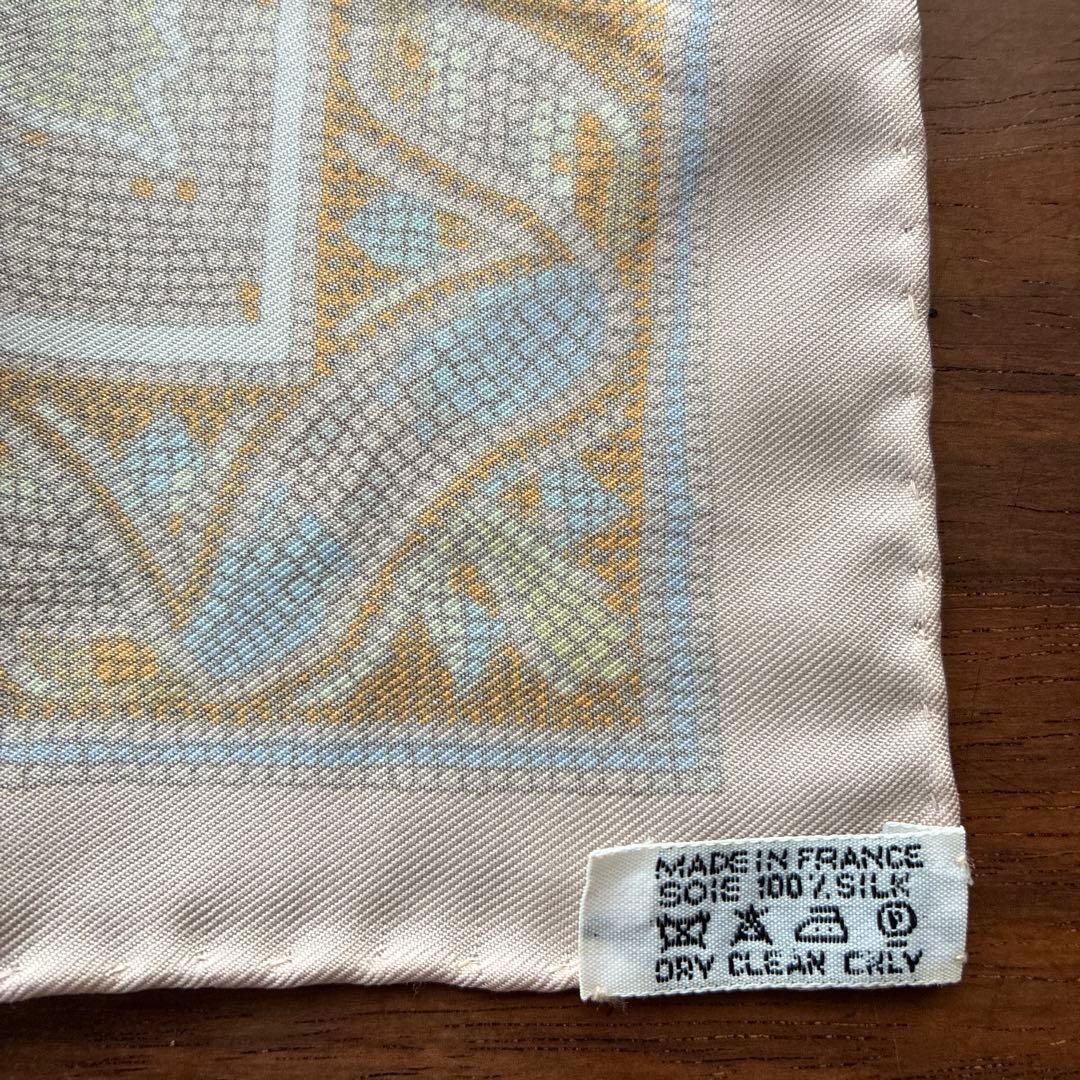 MADE IN FRANCE
SOIE 100% SILK
P
DRY CLEAN ONLY